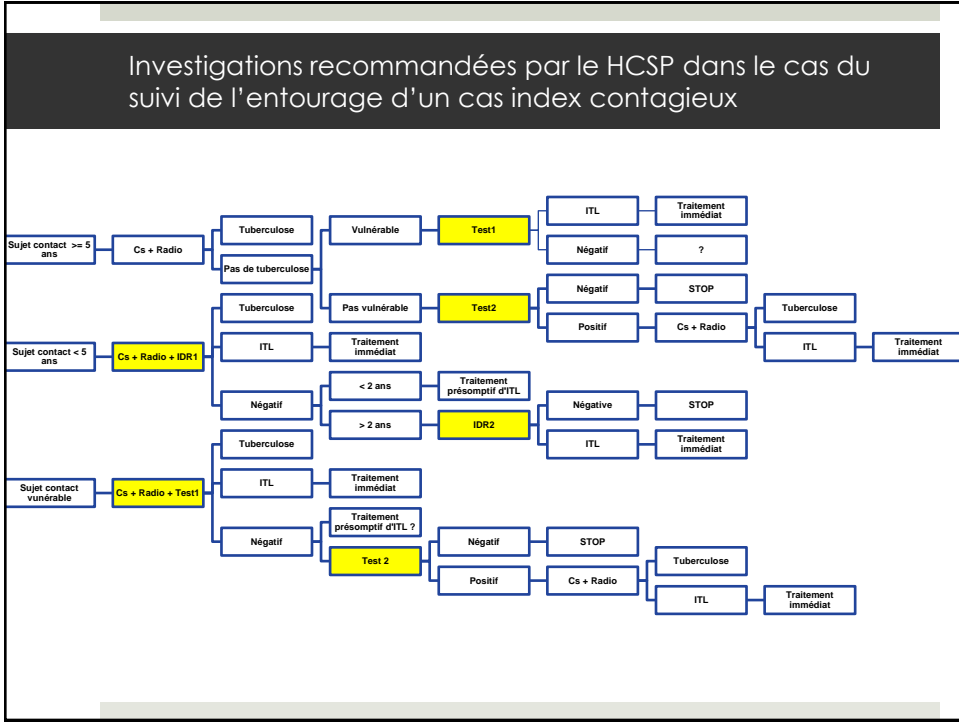 Investigations recommandées par le HCSP dans le cas du
suivi de l'entourage d'un cas index contagieux
Sujet contact >= 5
ans
Cs + Radio
Tuberculose
Pas de tuberculose
Vulnérable
Test1
ITL
Traitement
immédiat
Négatif
?
Pas vulnérable
Test2
Négatif
STOP
Positif
Cs + Radio
Tuberculose
ITL
Traitement
immédiat
Sujet contact < 5
ans
Cs + Radio + IDR1
Tuberculose
ITL
Traitement
immédiat
Négatif
< 2 ans
Traitement
présomptif d'ITL
> 2 ans
IDR2
Négative
STOP
ITL
Traitement
immédiat
Sujet contact
vunérable
Cs + Radio + Test1
Tuberculose
ITL
Traitement
immédiat
Négatif
Traitement
présomptif d'ITL ?
Test 2
Négatif
STOP
Positif
Cs + Radio
Tuberculose
ITL
Traitement
immédiat